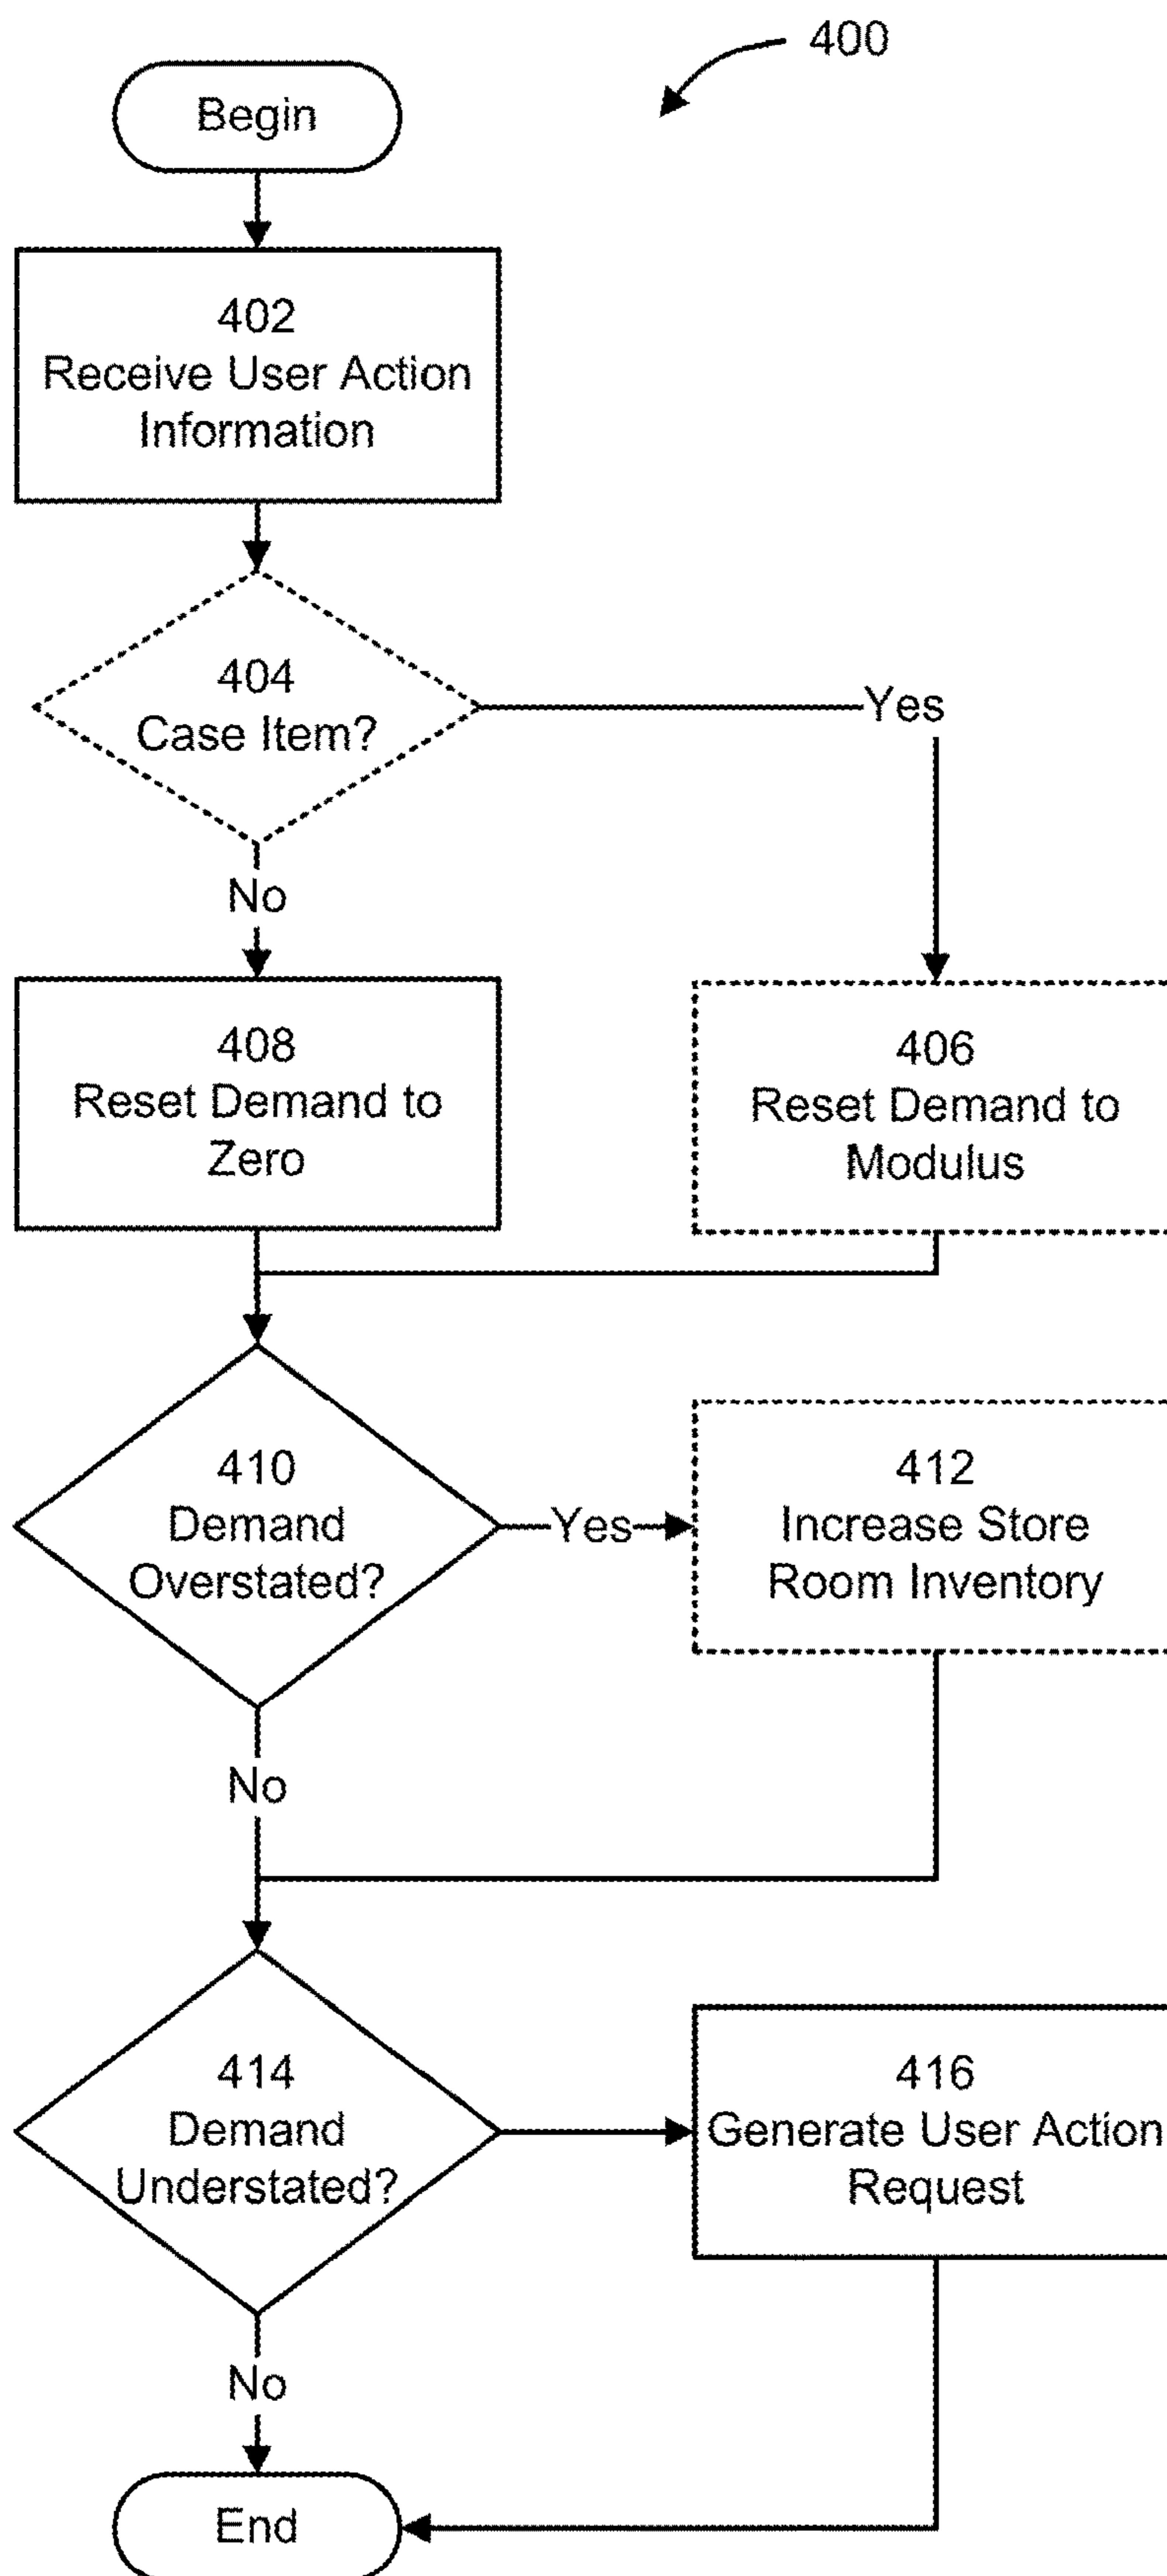 400
Begin
402
Receive User Action
Information
404
Case Item?
Yes
No
408
Reset Demand to
Zero
406
Reset Demand to
Modulus
410
Demand
Overstated?
Yes
412
Increase Store
Room Inventory
No
414
Demand
Understated?
416
Generate User Action
Request
No
End